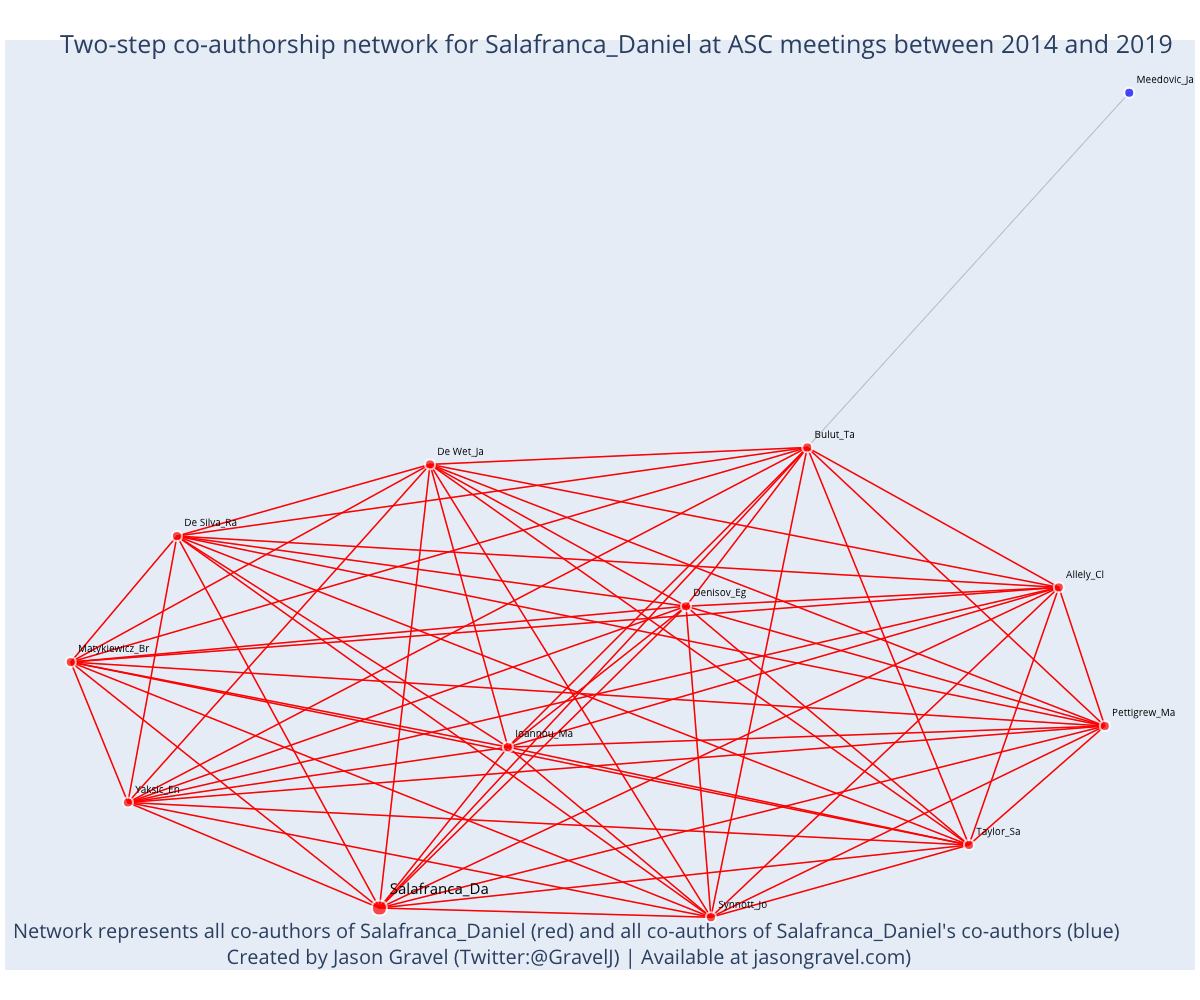 Two-step co-authorship network for Salafranca_Daniel at ASC meetings between 2014 and 2019
Meedovic_Ja
Bulut_Ta
De Wet_Ja
De Silva_Ra
Allely_Cl
Denisov_Eg
Matykiewicz_Br
Pettigrew_Ma
Ioannou_Ma
Yaksic_En
Taylor_Sa
Salafranca_Da
Synnott_Jo
Network represents all co-authors of Salafranca_Daniel (red) and all co-authors of Salafranca_Daniel's co-authors (blue)
Created by Jason Gravel (Twitter:@GravelJ) | Available at jasongravel.com)